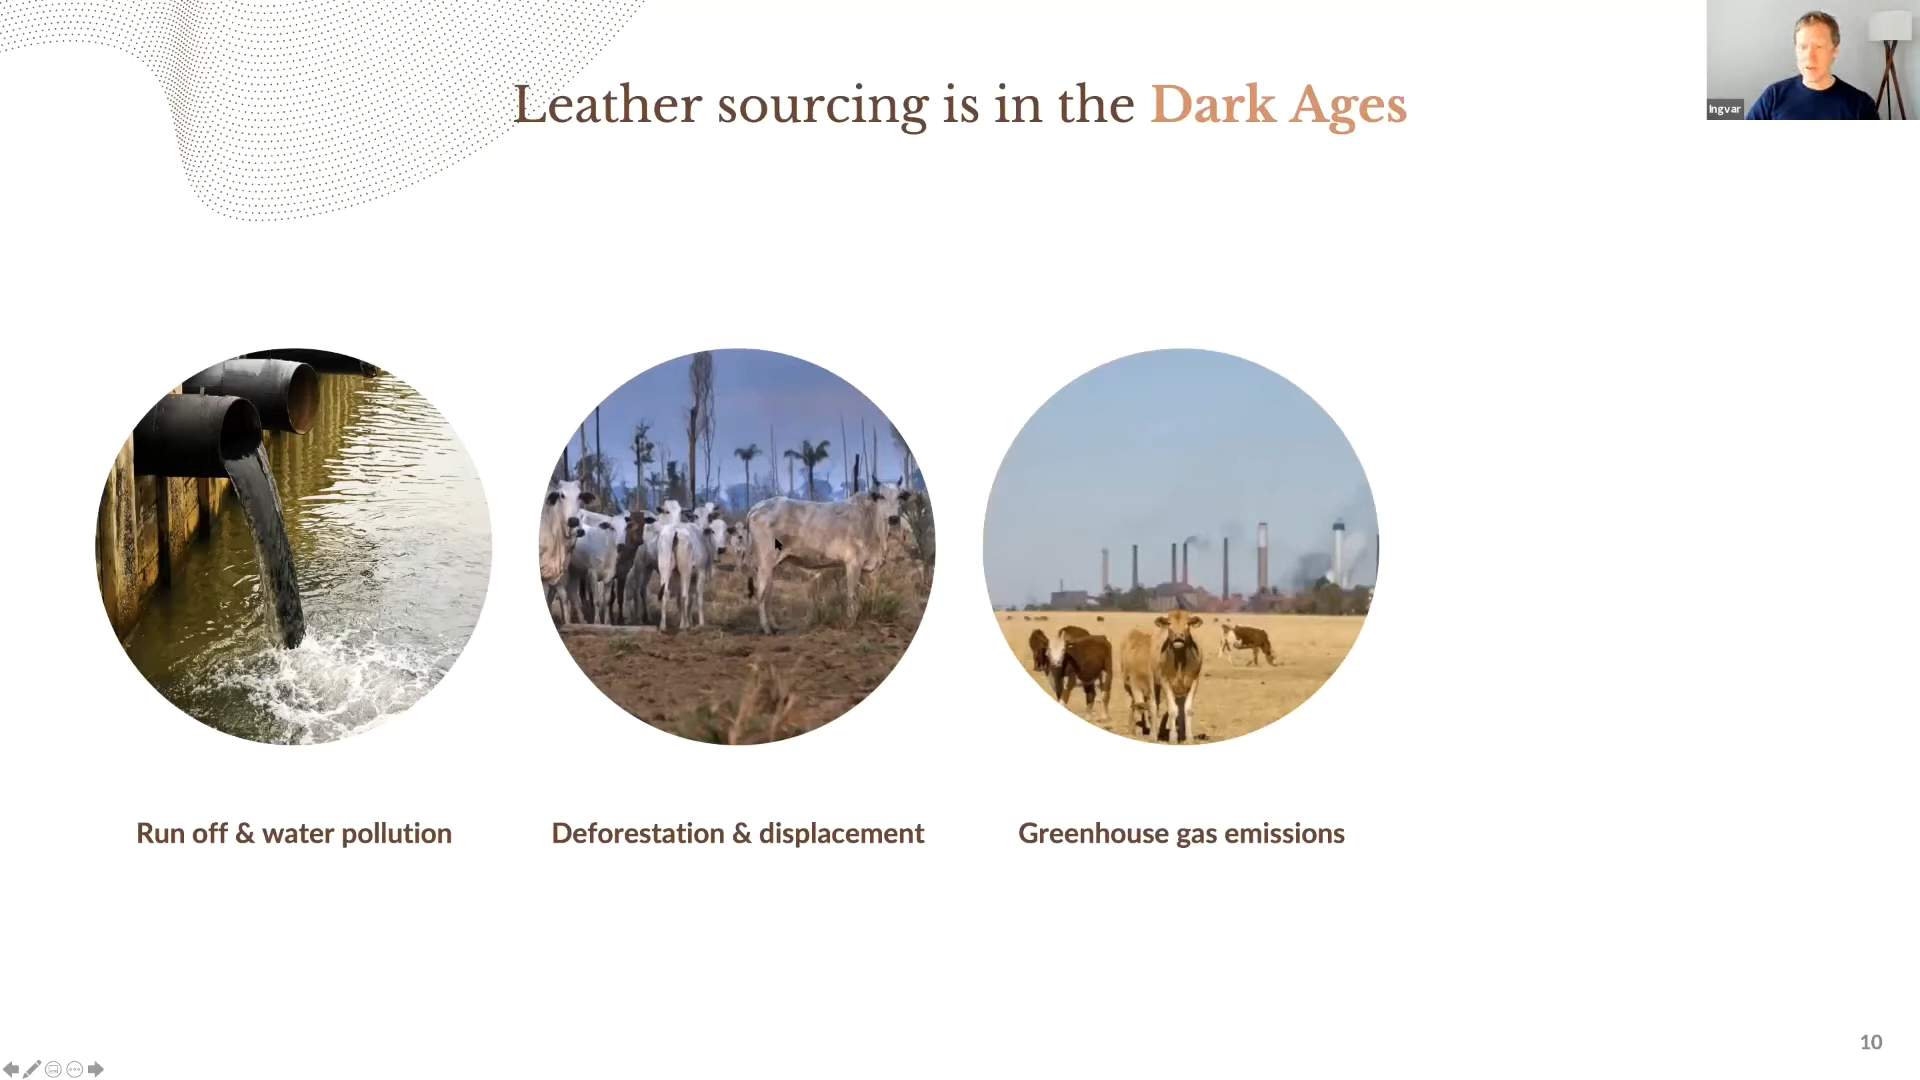 Leather sourcing is in the Dark Ages
Ingvar
Run off & water pollution
Deforestation & displacement
Greenhouse gas emissions
10